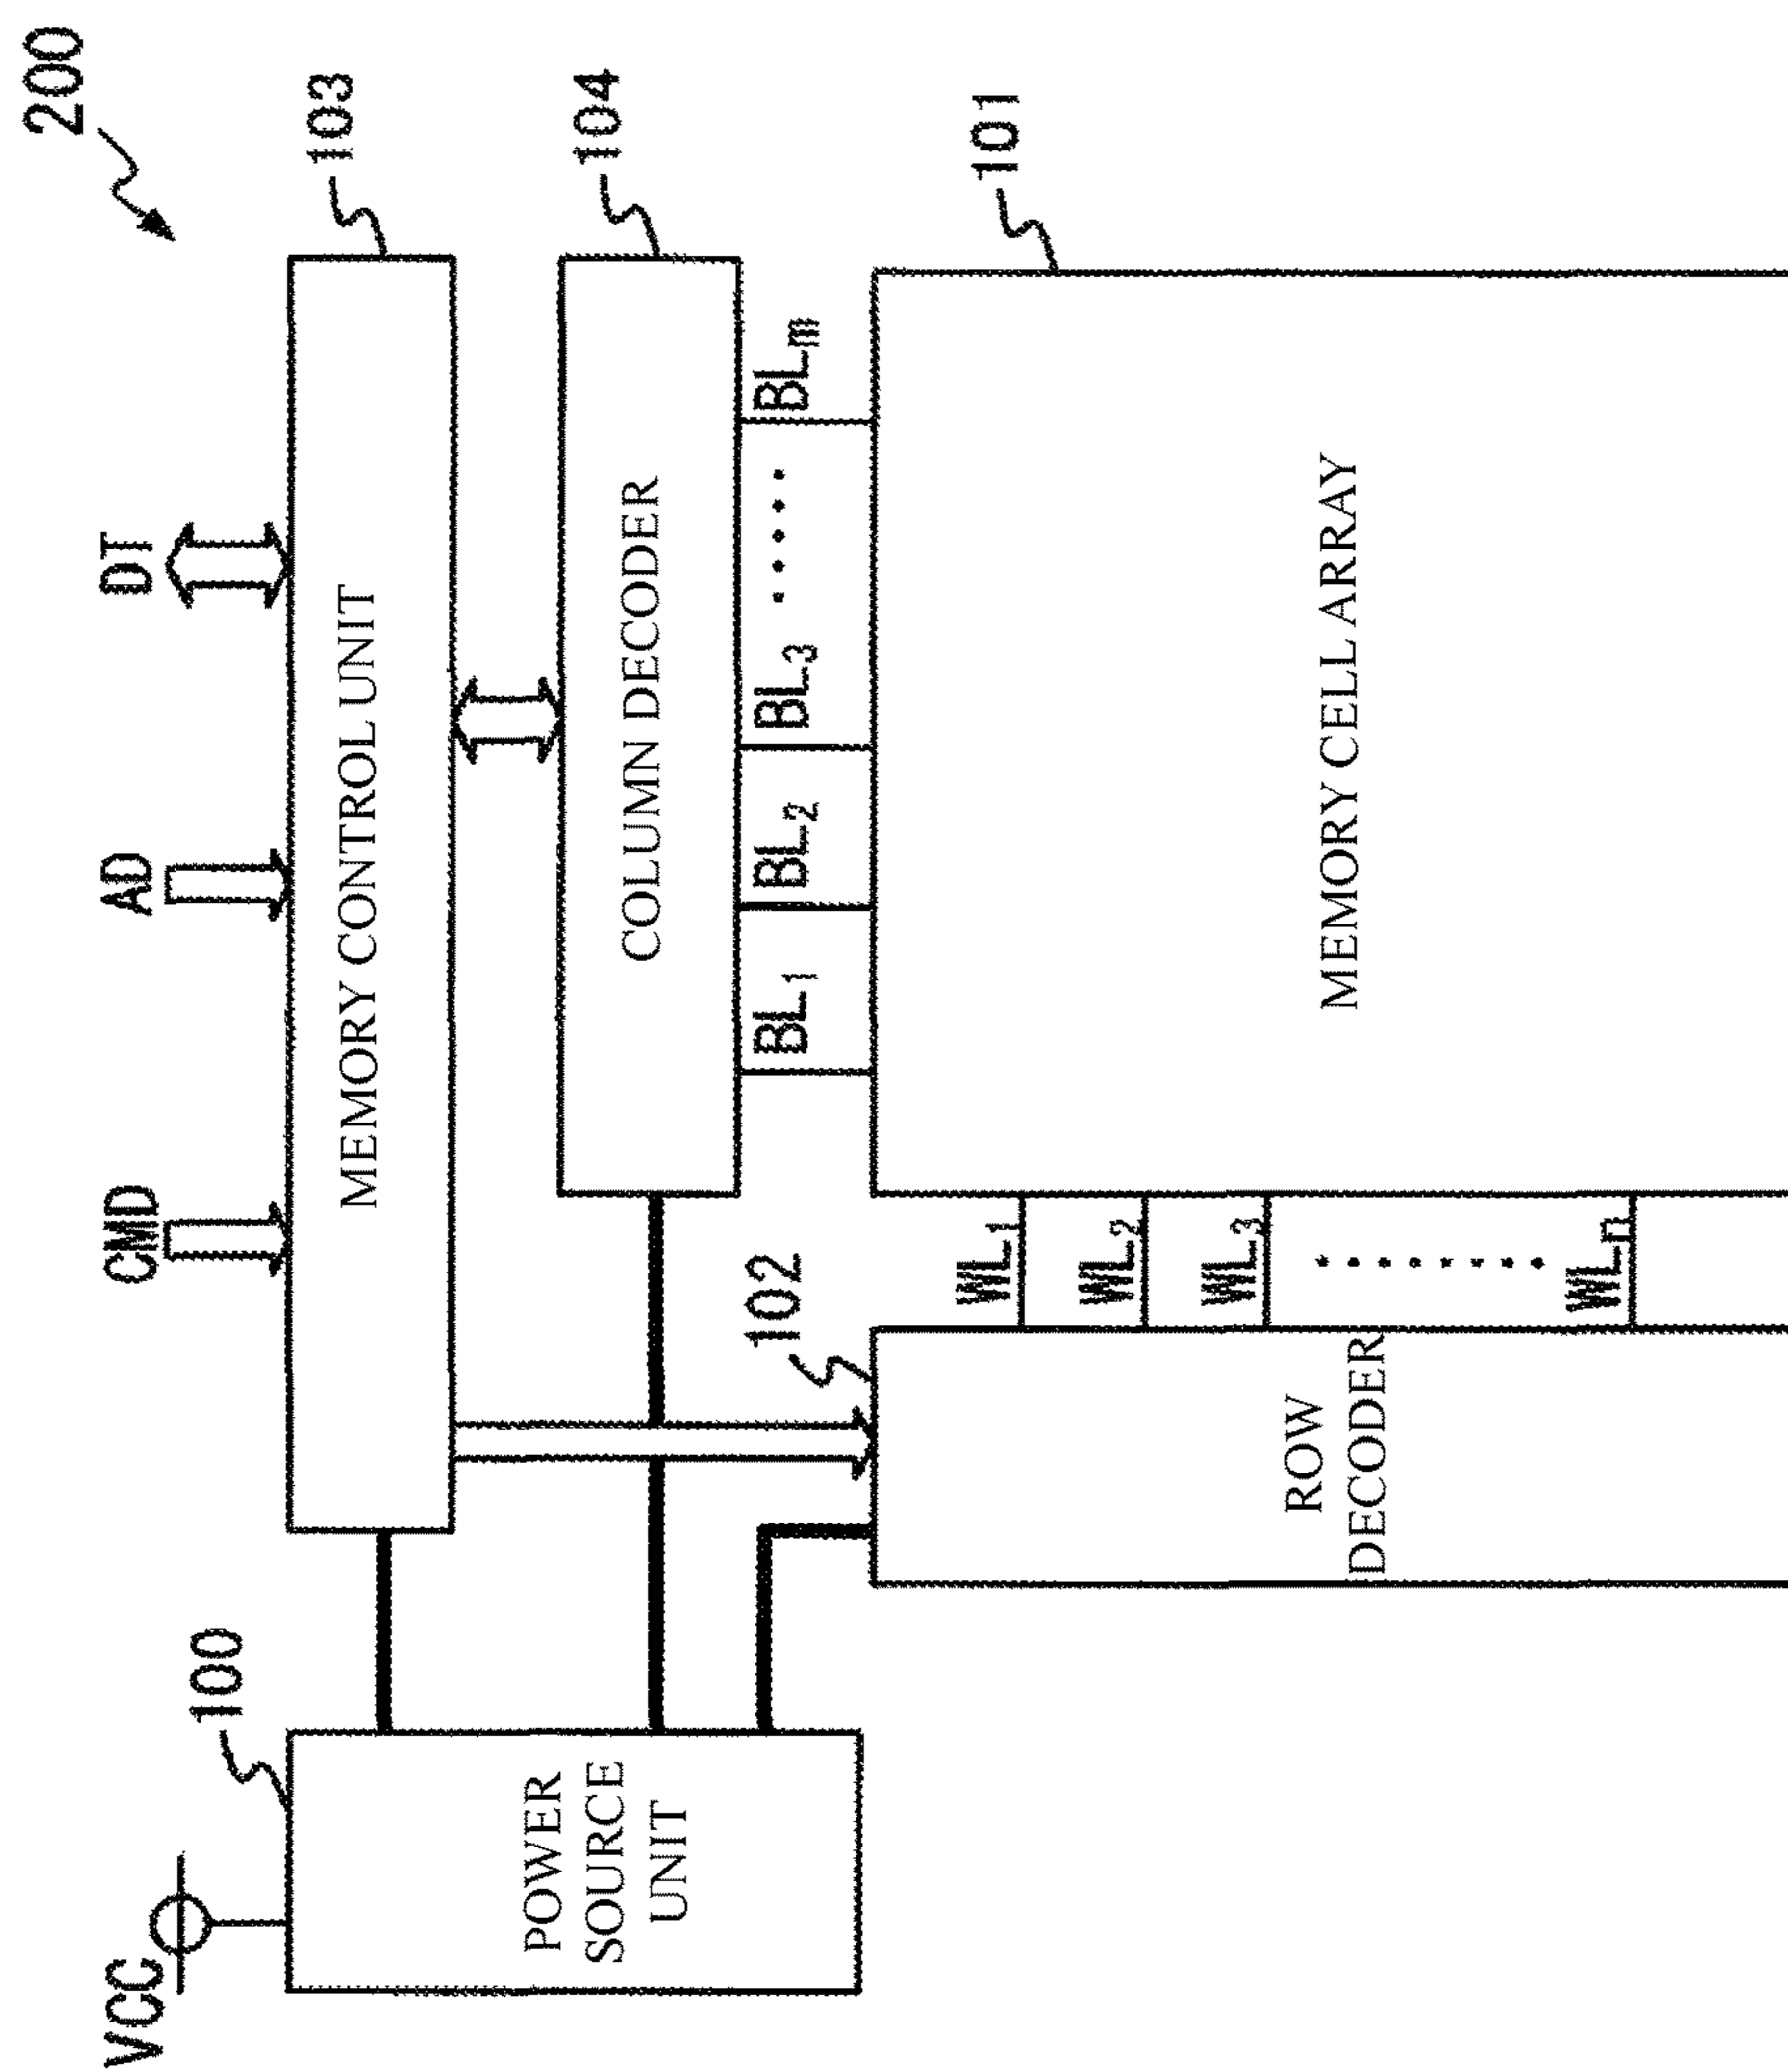 200
VCC
CMD
AD
DT
100
103
MEMORY CONTROL UNIT
POWER
SOURCE
UNIT
104
COLUMN DECODER
102
BL1
BL2
BL3
.....
BLm
101
WL1
WL2
WL3
........
WLn
ROW
DECODER
MEMORY CELL ARRAY